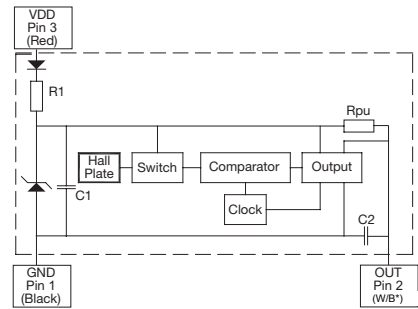 VDD
Pin 3
(Red)
R1
Rpu
Hall
Plate
Switch
Comparator
Output
C1
Clock
C2
GND
Pin 1
(Black)
OUT
Pin 2
(W/B*)